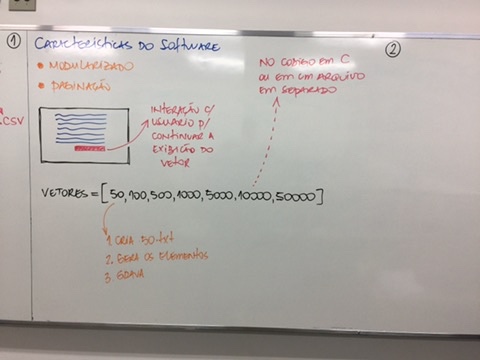 ①
CARACTERÍSTICAS DO SOFTWARE
• MODULARIZADO
• PAGINAÇÃO
.CSV
INTERAÇÃO C/
USUÁRIO P/
CONTINUAR A
EXIBIÇÃO DO
VETOR
②
NO CÓDIGO EM C
OU EM UM ARQUIVO
EM SEPARADO
VETORES = [50, 100, 500, 1000, 5000, 10000, 50000]
1. CRIA 50.txt
2. GERA OS ELEMENTOS
3. GRAVA